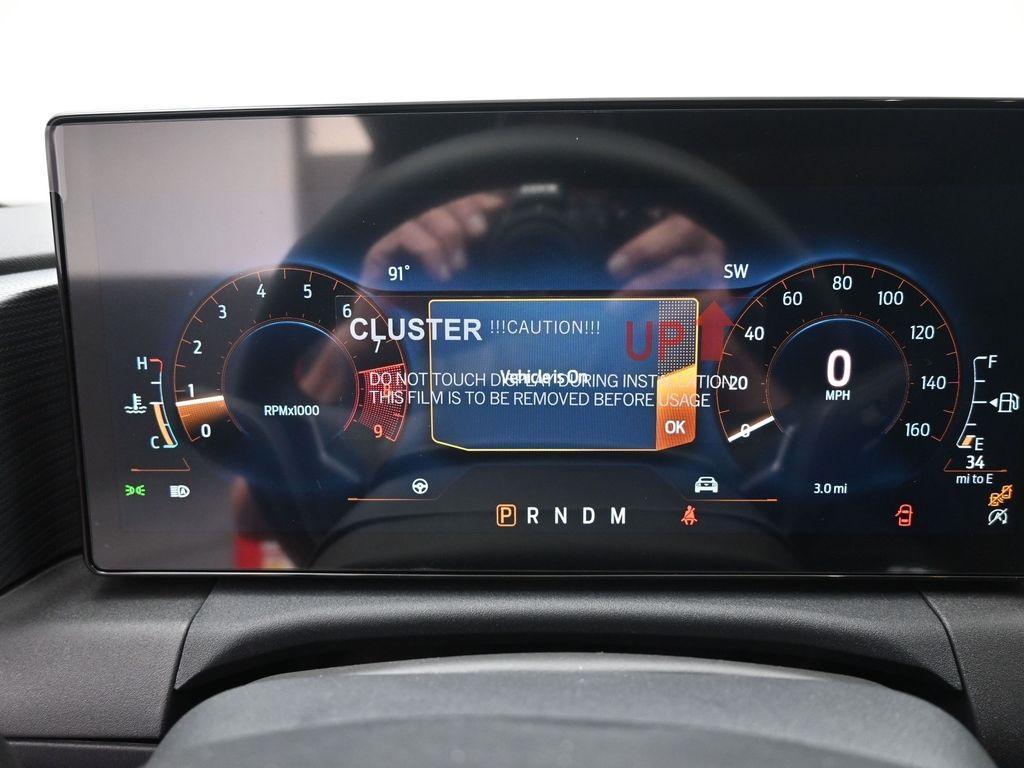 91°
SW
1
2
3
4
5
6
7
8
9
0
RPMx1000
H
C
CLUSTER !!!CAUTION!!!
UP
Vehicle is On
DO NOT TOUCH DISPLAY DURING INSTALLATION
THIS FILM IS TO BE REMOVED BEFORE USAGE
OK
0
20
40
60
80
100
120
140
160
0
MPH
F
E
34
mi to E
3.0 mi
P R N D M
A